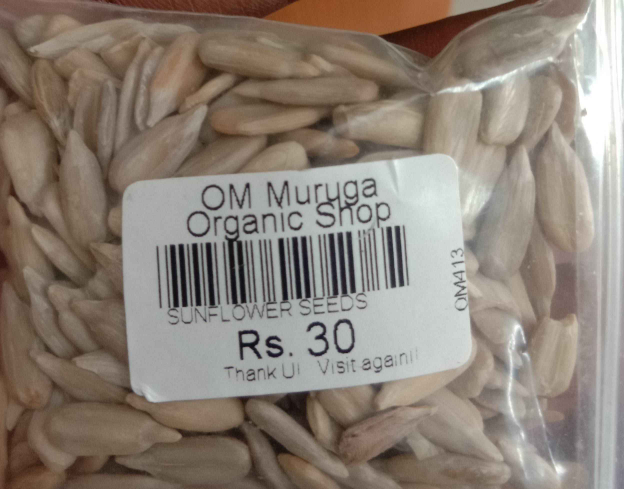 OM Muruga
Organic Shop
SUNFLOWER SEEDS
Rs. 30
Thank U! Visit again!!
OM413